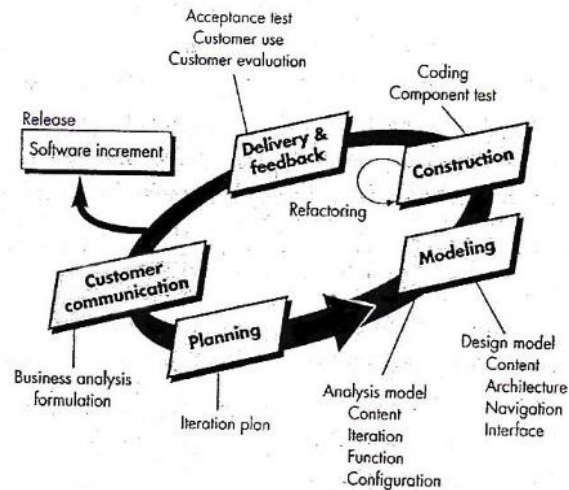 Acceptance test
Customer use
Customer evaluation
Coding
Component test
Release
Software increment
Delivery &
feedback
Construction
Refactoring
Customer
communication
Modeling
Planning
Business analysis
formulation
Iteration plan
Analysis model
Content
Iteration
Function
Configuration
Design model
Content
Architecture
Navigation
Interface